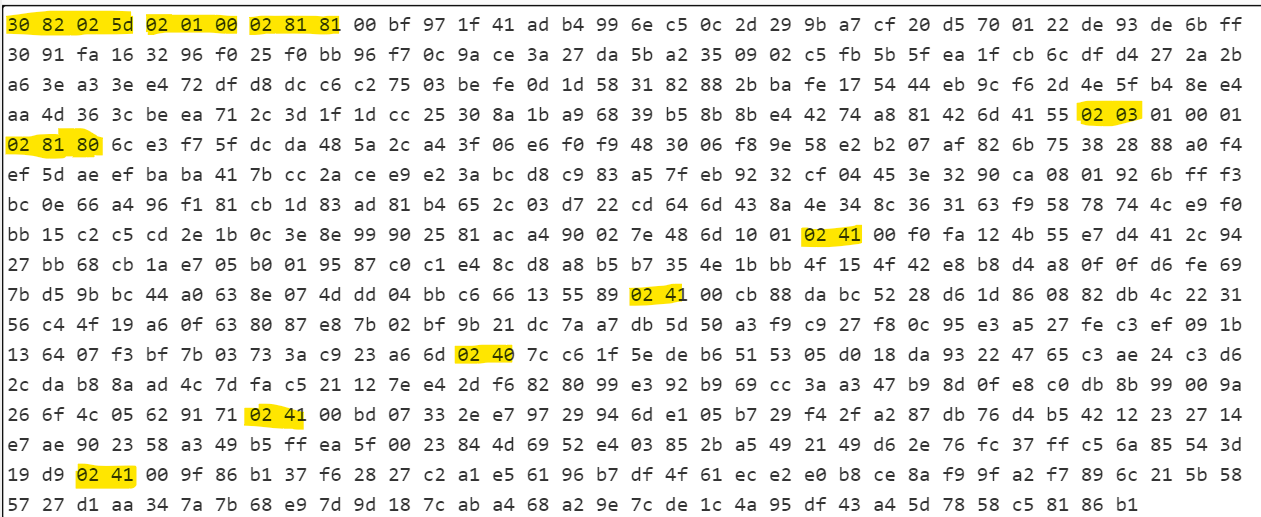 30 82 02 5d 02 01 00 02 81 81 00 bf 97 1f 41 ad b4 99 6e c5 0c 2d 29 9b a7 cf 20 d5 70 01 22 de 93 de 6b ff
30 91 fa 16 32 96 f0 25 f0 bb 96 f7 0c 9a ce 3a 27 da 5b a2 35 09 02 c5 fb 5b 5f ea 1f cb 6c df d4 27 2a 2b
a6 3e a3 3e e4 72 df d8 dc c6 c2 75 03 be fe 0d 1d 58 31 82 88 2b ba fe 17 54 44 eb 9c f6 2d 4e 5f b4 8e e4
aa 4d 36 3c be ea 71 2c 3d 1f 1d cc 25 30 8a 1b a9 68 39 b5 8b 8b e4 42 74 a8 81 42 6d 41 55 02 03 01 00 01
02 81 80 6c e3 f7 5f dc da 48 5a 2c a4 3f 06 e6 f0 f9 48 30 06 f8 9e 58 e2 b2 07 af 82 6b 75 38 28 88 a0 f4
ef 5d ae ef ba ba 41 7b cc 2a ce e9 e2 3a bc d8 c9 83 a5 7f eb 92 32 cf 04 45 3e 32 90 ca 08 01 92 6b ff f3
bc 0e 66 a4 96 f1 81 cb 1d 83 ad 81 b4 65 2c 03 d7 22 cd 64 6d 43 8a 4e 34 8c 36 31 63 f9 58 78 74 4c e9 f0
bb 15 c2 c5 cd 2e 1b 0c 3e 8e 99 90 25 81 ac a4 90 02 7e 48 6d 10 01 02 41 00 f0 fa 12 4b 55 e7 d4 41 2c 94
27 bb 68 cb 1a e7 05 b0 01 95 87 c0 c1 e4 8c d8 a8 b5 b7 35 4e 1b bb 4f 15 4f 42 e8 b8 d4 a8 0f 0f d6 fe 69
7b d5 9b bc 44 a0 63 8e 07 4d dd 04 bb c6 66 13 55 89 02 41 00 cb 88 da bc 52 28 d6 1d 86 08 82 db 4c 22 31
56 c4 4f 19 a6 0f 63 80 87 e8 7b 02 bf 9b 21 dc 7a a7 db 5d 50 a3 f9 c9 27 f8 0c 95 e3 a5 27 fe c3 ef 09 1b
13 64 07 f3 bf 7b 03 73 3a c9 23 a6 6d 02 40 7c c6 1f 5e de b6 51 53 05 d0 18 da 93 22 47 65 c3 ae 24 c3 d6
2c da b8 8a ad 4c 7d fa c5 21 12 7e e4 2d f6 82 80 99 e3 92 b9 69 cc 3a a3 47 b9 8d 0f e8 c0 db 8b 99 00 9a
26 6f 4c 05 62 91 71 02 41 00 bd 07 33 2e e7 97 29 94 6d e1 05 b7 29 f4 2f a2 87 db 76 d4 b5 42 12 23 27 14
e7 ae 90 23 58 a3 49 b5 ff ea 5f 00 23 84 4d 69 52 e4 03 85 2b a5 49 21 49 d6 2e 76 fc 37 ff c5 6a 85 54 3d
19 d9 02 41 00 9f 86 b1 37 f6 28 27 c2 a1 e5 61 96 b7 df 4f 61 ec e2 e0 b8 ce 8a f9 9f a2 f7 89 6c 21 5b 58
57 27 d1 aa 34 7a 7b 68 e9 7d 9d 18 7c ab a4 68 a2 9e 7c de 1c 4a 95 df 43 a4 5d 78 58 c5 81 86 b1